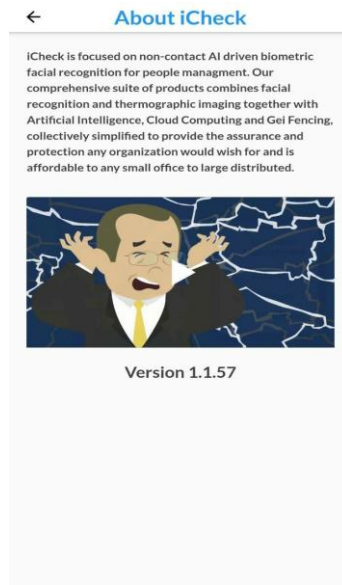 About iCheck
iCheck is focused on non-contact AI driven biometric
facial recognition for people managment. Our
comprehensive suite of products combines facial
recognition and thermographic imaging together with
Artificial Intelligence, Cloud Computing and Gei Fencing,
collectively simplified to provide the assurance and
protection any organization would wish for and is
affordable to any small office to large distributed.
Version 1.1.57